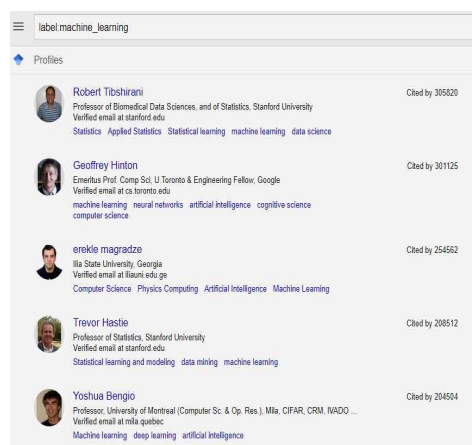 label:machine_learning
Profiles
Robert Tibshirani
Cited by 305820
Professor of Biomedical Data Sciences, and of Statistics, Stanford University
Verified email at stanford.edu
Statistics Applied Statistics Statistical learning machine learning data science
Geoffrey Hinton
Cited by 301125
Emeritus Prof. Comp Sci, U.Toronto & Engineering Fellow, Google
Verified email at cs.toronto.edu
machine learning neural networks artificial intelligence cognitive science
computer science
erekle magradze
Cited by 254562
Ilia State University, Georgia
Verified email at iliauni.edu.ge
Computer Science Physics Computing Artificial Intelligence Machine Learning
Trevor Hastie
Cited by 208512
Professor of Statistics, Stanford University
Verified email at stanford.edu
Statistical learning and modeling data mining machine learning
Yoshua Bengio
Cited by 204504
Professor, University of Montreal (Computer Sc. & Op. Res.), Mila, CIFAR, CRM, IVADO ...
Verified email at mila.quebec
Machine learning deep learning artificial intelligence